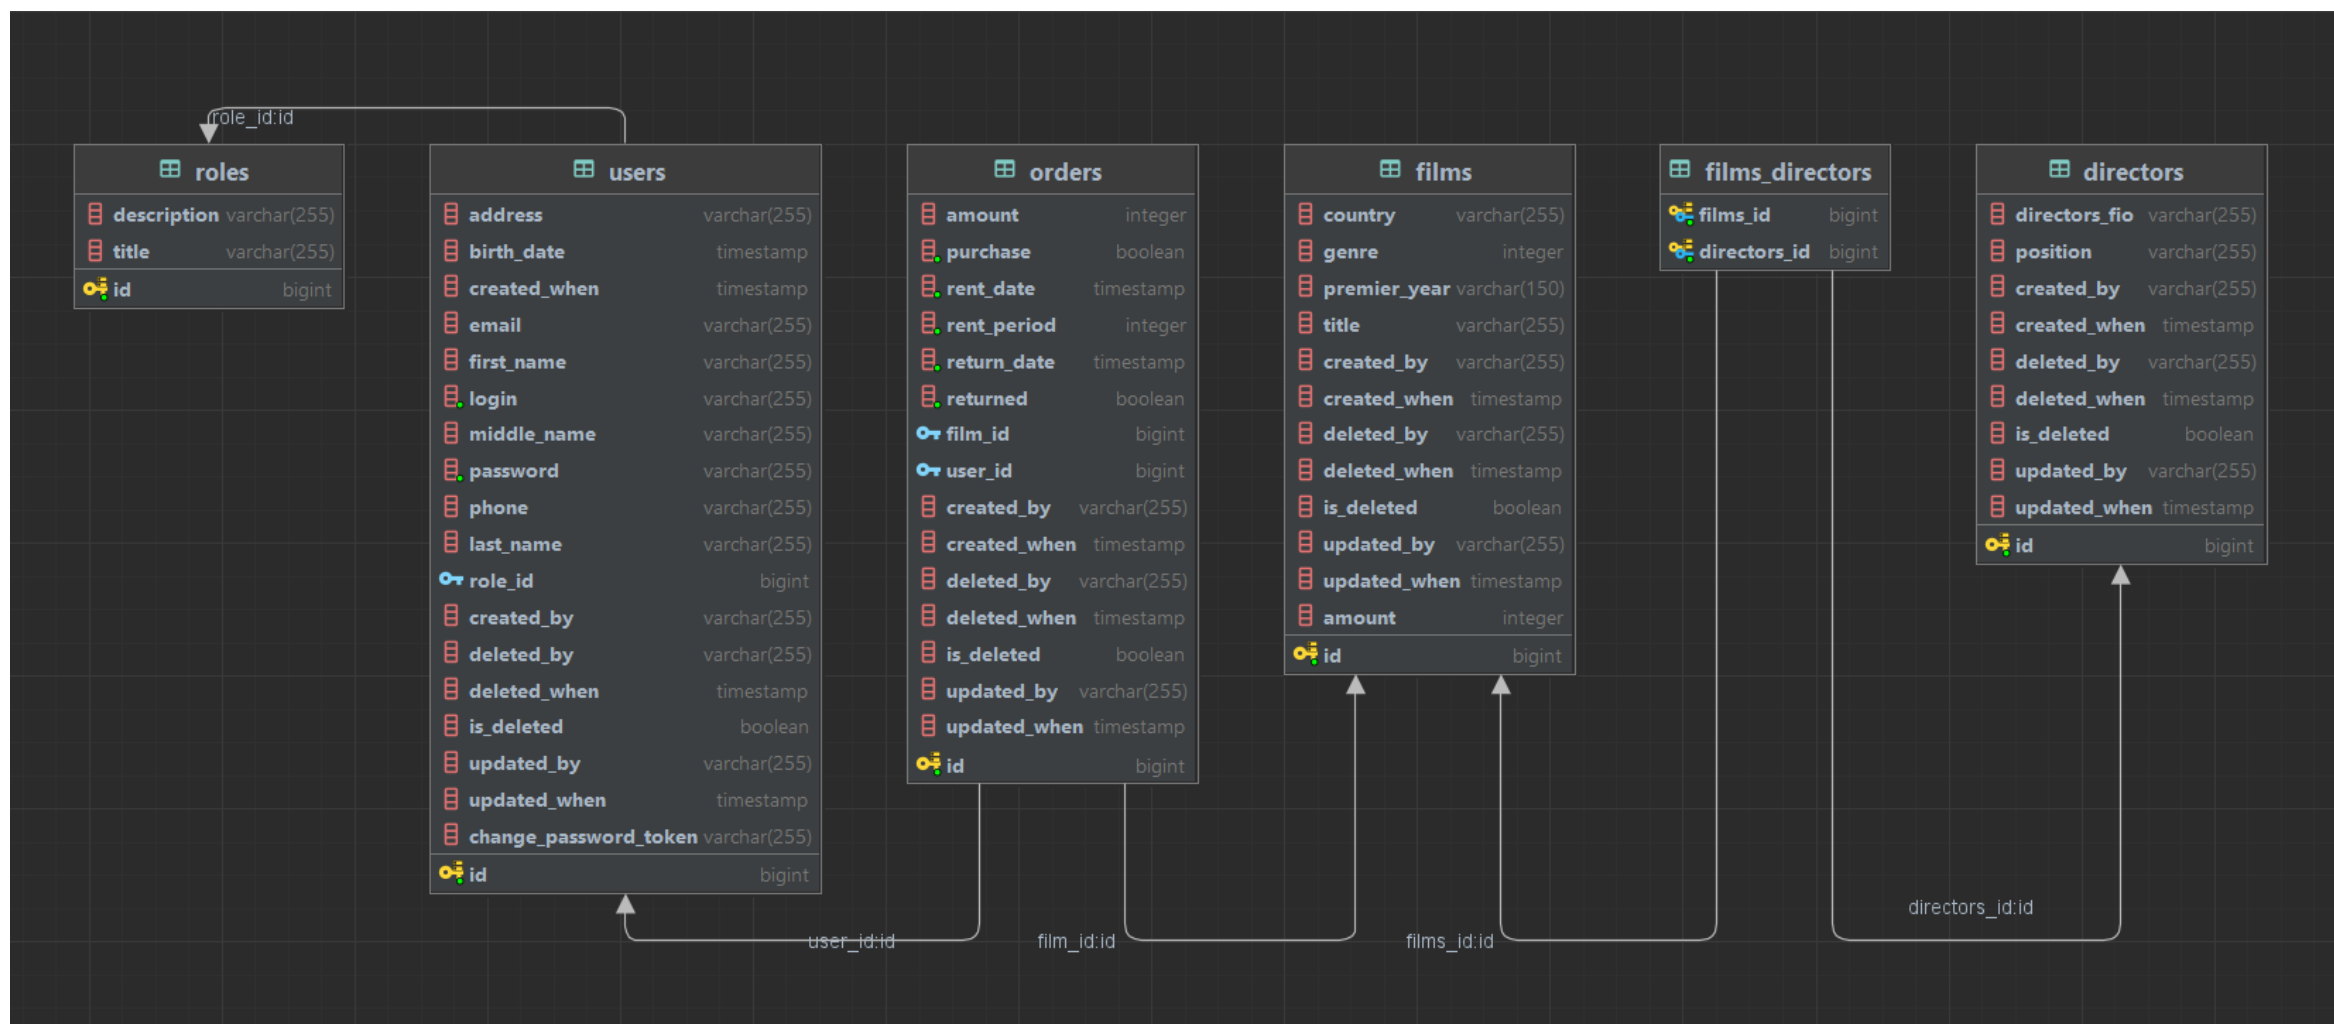 role_id:id
roles
description varchar(255)
title varchar(255)
id bigint
users
address varchar(255)
birth_date timestamp
created_when timestamp
email varchar(255)
first_name varchar(255)
login varchar(255)
middle_name varchar(255)
password varchar(255)
phone varchar(255)
last_name varchar(255)
role_id bigint
created_by varchar(255)
deleted_by varchar(255)
deleted_when timestamp
is_deleted boolean
updated_by varchar(255)
updated_when timestamp
change_password_token varchar(255)
id bigint
orders
amount integer
purchase boolean
rent_date timestamp
rent_period integer
return_date timestamp
returned boolean
film_id bigint
user_id bigint
created_by varchar(255)
created_when timestamp
deleted_by varchar(255)
deleted_when timestamp
is_deleted boolean
updated_by varchar(255)
updated_when timestamp
id bigint
films
country varchar(255)
genre integer
premier_year varchar(150)
title varchar(255)
created_by varchar(255)
created_when timestamp
deleted_by varchar(255)
deleted_when timestamp
is_deleted boolean
updated_by varchar(255)
updated_when timestamp
amount integer
id bigint
films_directors
films_id bigint
directors_id bigint
directors
directors_fio varchar(255)
position varchar(255)
created_by varchar(255)
created_when timestamp
deleted_by varchar(255)
deleted_when timestamp
is_deleted boolean
updated_by varchar(255)
updated_when timestamp
id bigint
user_id:id
film_id:id
films_id:id
directors_id:id